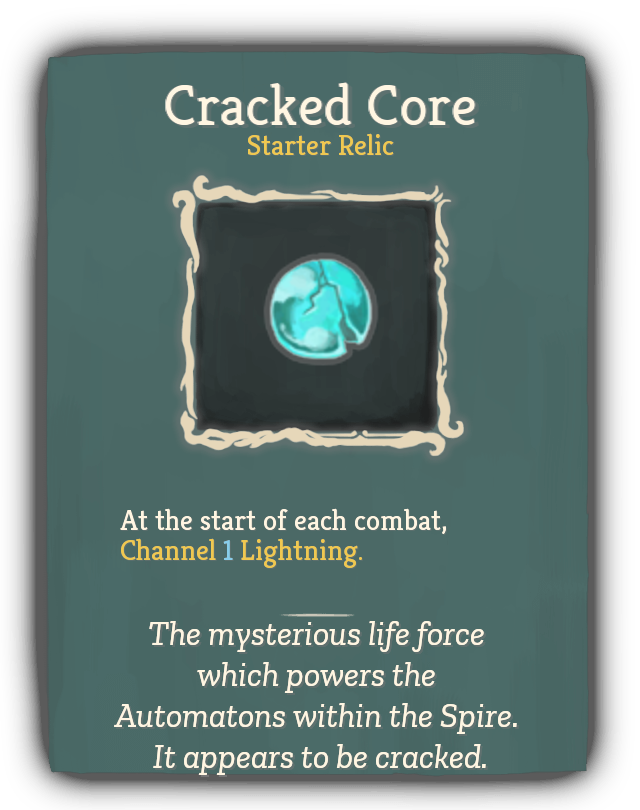 Cracked Core
Starter Relic
At the start of each combat,
Channel 1 Lightning.
The mysterious life force
which powers the
Automatons within the Spire.
It appears to be cracked.